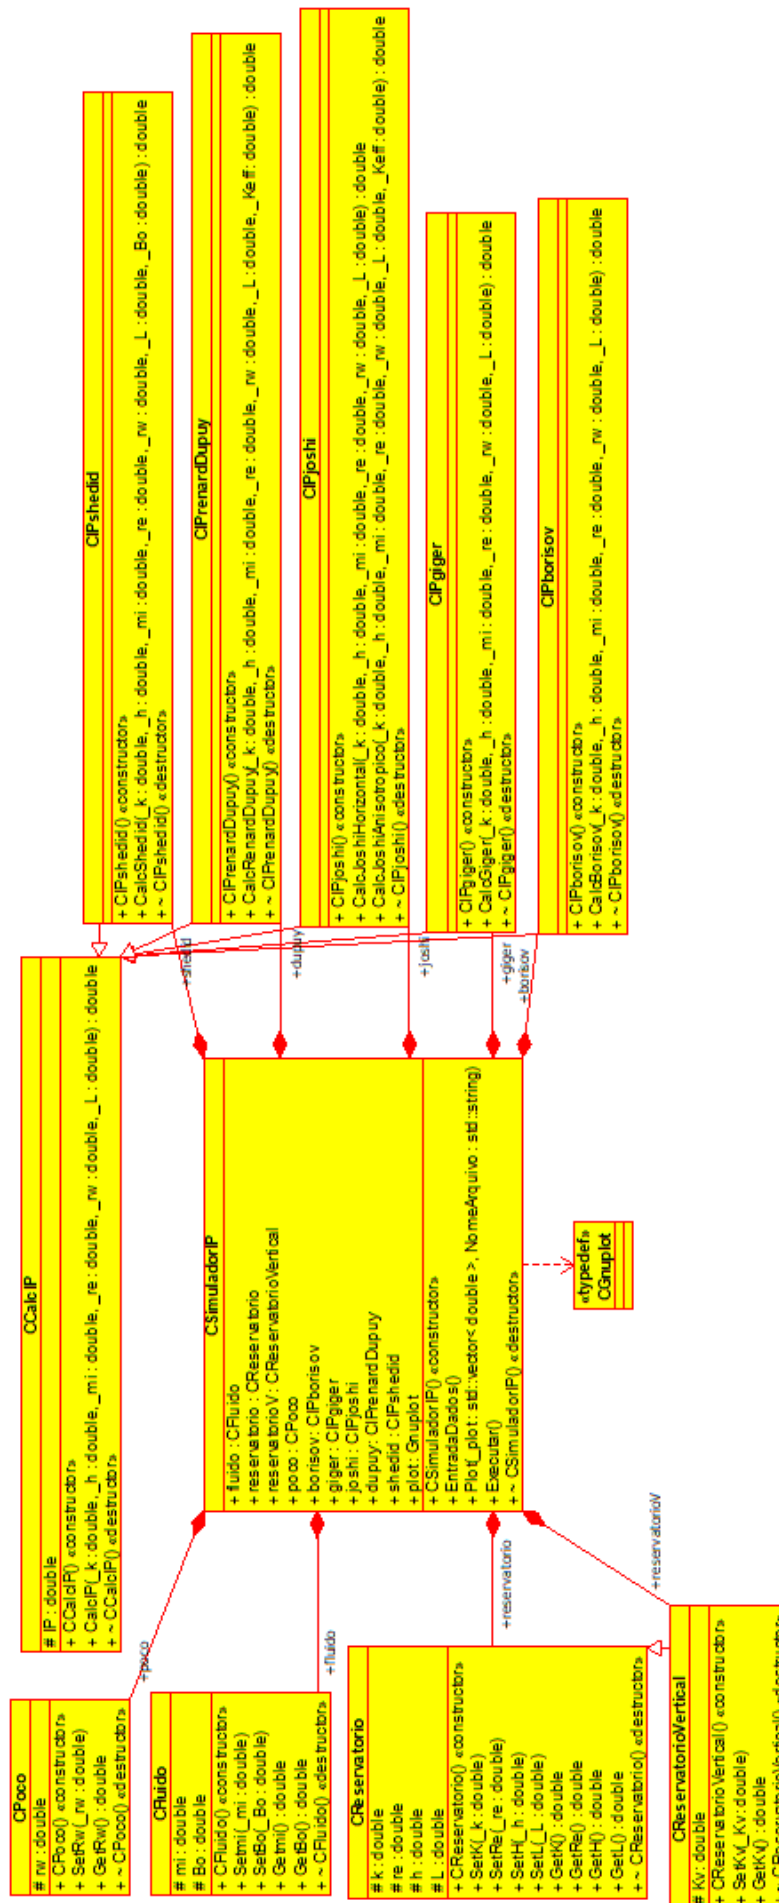 CPoco
# rw : double
+ CPoco() «constructor»
+ SetRw(_rw : double)
+ GetRw() : double
+ ~ CPoco() «destructor»
CFluido
# mi : double
# Bo : double
+ CFluido() «constructor»
+ Setmi(_mi : double)
+ SetBo(_Bo : double)
+ Getmi() : double
+ GetBo() : double
+ ~ CFluido() «destructor»
CReservatorio
# k : double
# re : double
# h : double
# L : double
+ CReservatorio() «constructor»
+ SetK(_k : double)
+ SetRe(_re : double)
+ SetH(_h : double)
+ SetL(_L : double)
+ GetK() : double
+ GetRe() : double
+ GetH() : double
+ GetL() : double
+ ~ CReservatorio() «destructor»
CReservatorioVertical
# Kv : double
+ CReservatorioVertical() «constructor»
+ SetKv(_Kv : double)
+ GetKv() : double
+poco
+fluido
+reservatorio
+reservatorioV
CCalcIP
# IP : double
+ CCalcIP() «constructor»
+ CalcIP(_k : double, _h : double, _mi : double, _re : double, _rw : double, _L : double) : double
+ ~ CCalcIP() «destructor»
CSimuladorIP
+ fluido : CFluido
+ reservatorio : CReservatorio
+ reservatorioV : CReservatorioVertical
+ poco : CPoco
+ borisov : CIPborisov
+ giger : CIPgiger
+ joshi : CIPjoshi
+ dupuy : CIPrenardDupuy
+ shedid : CIPshedid
+ plot : Gnuplot
+ CSimuladorIP() «constructor»
+ EntradaDados()
+ Plot(_plot : std::vector< double >, NomeArquivo : std::string)
+ Executar()
+ ~ CSimuladorIP() «destructor»
«typedef»
CGnuplot
+shedid
+dupuy
+joshi
+giger
+borisov
CIPshedid
+ CIPshedid() «constructor»
+ CalcShedid(_k : double, _h : double, _mi : double, _re : double, _rw : double, _L : double, _Bo : double) : double
+ ~ CIPshedid() «destructor»
CIPrenardDupuy
+ CIPrenardDupuy() «constructor»
+ CalcRenardDupuy(_k : double, _h : double, _mi : double, _re : double, _rw : double, _L : double, _Keff : double) : double
+ ~ CIPrenardDupuy() «destructor»
CIPjoshi
+ CIPjoshi() «constructor»
+ CalcJoshiHorizontal(_k : double, _h : double, _mi : double, _re : double, _rw : double, _L : double) : double
+ CalcJoshiAnisotropico(_k : double, _h : double, _mi : double, _re : double, _rw : double, _L : double, _Keff : double) : double
+ ~ CIPjoshi() «destructor»
CIPgiger
+ CIPgiger() «constructor»
+ CalcGiger(_k : double, _h : double, _mi : double, _re : double, _rw : double, _L : double) : double
+ ~ CIPgiger() «destructor»
CIPborisov
+ CIPborisov() «constructor»
+ CalcBorisov(_k : double, _h : double, _mi : double, _re : double, _rw : double, _L : double) : double
+ ~ CIPborisov() «destructor»